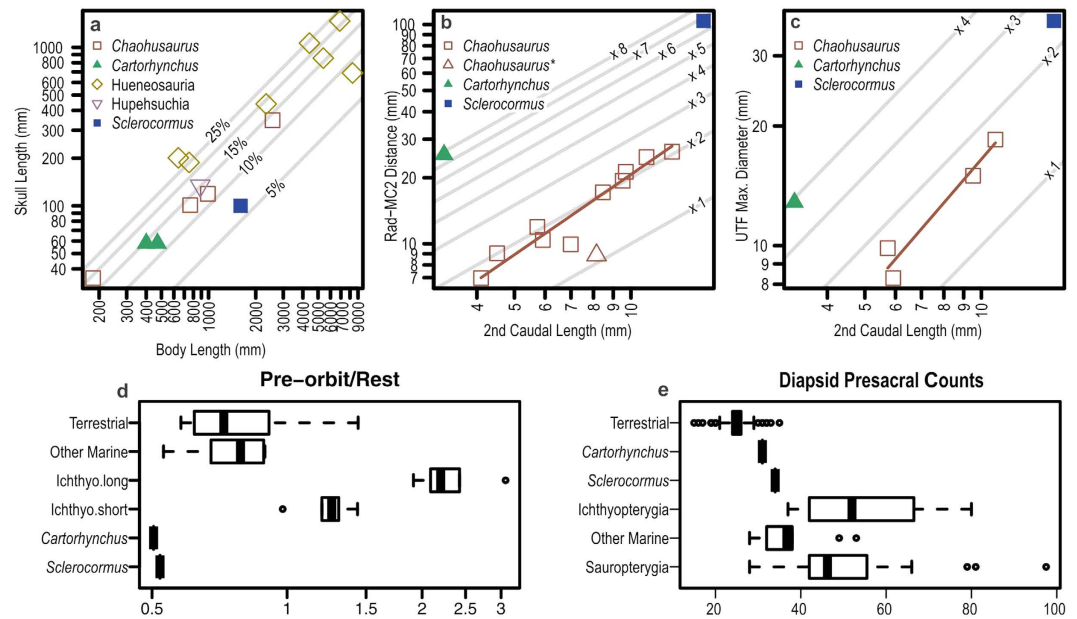 a
Chaohusaurus
Cartorhynchus
Hueneosauria
Hupehsuchia
Sclerocormus
25%
15%
10%
5%
Skull Length (mm)
1000
800
600
500
400
300
200
100
80
60
50
40
200
300
400
500
600
800
1000
2000
3000
4000
5000
6000
7000
9000
Body Length (mm)
b
Chaohusaurus
Chaohusaurus*
Cartorhynchus
Sclerocormus
x 8
x 7
x 6
x 5
x 4
x 3
x 2
x 1
Rad−MC2 Distance (mm)
100
80
70
60
50
40
30
20
10
9
8
7
4
5
6
7
8
9
10
2nd Caudal Length (mm)
c
Chaohusaurus
Cartorhynchus
Sclerocormus
x 4
x 3
x 2
x 1
UTF Max. Diameter (mm)
30
20
10
9
8
4
5
6
7
8
9
10
2nd Caudal Length (mm)
d
Pre−orbit/Rest
Terrestrial
Other Marine
Ichthyo.long
Ichthyo.short
Cartorhynchus
Sclerocormus
0.5 1 1.5 2 2.5 3
e
Diapsid Presacral Counts
Terrestrial
Cartorhynchus
Sclerocormus
Ichthyopterygia
Other Marine
Sauropterygia
20 40 60 80 100